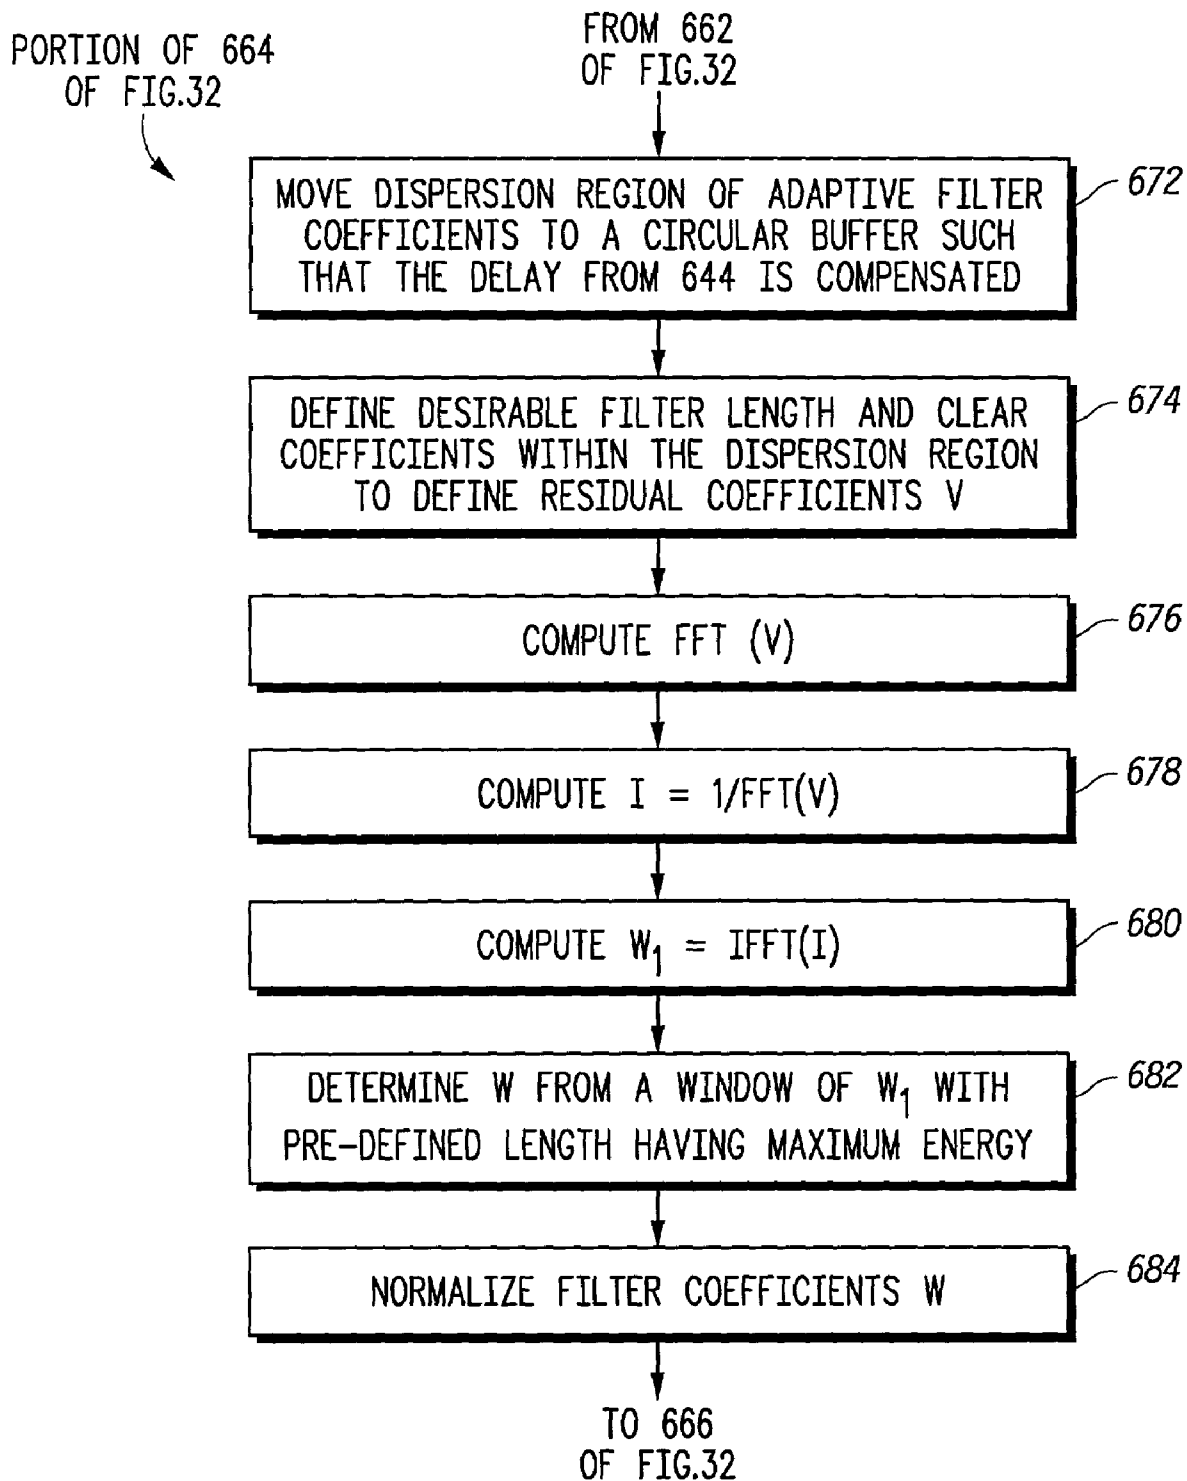 PORTION OF 664
OF FIG.32
FROM 662
OF FIG.32
MOVE DISPERSION REGION OF ADAPTIVE FILTER
COEFFICIENTS TO A CIRCULAR BUFFER SUCH
THAT THE DELAY FROM 644 IS COMPENSATED
672
DEFINE DESIRABLE FILTER LENGTH AND CLEAR
COEFFICIENTS WITHIN THE DISPERSION REGION
TO DEFINE RESIDUAL COEFFICIENTS V
674
COMPUTE FFT (V)
676
COMPUTE I = 1/FFT(V)
678
COMPUTE W₁ = IFFT(I)
680
DETERMINE W FROM A WINDOW OF W₁ WITH
PRE-DEFINED LENGTH HAVING MAXIMUM ENERGY
682
NORMALIZE FILTER COEFFICIENTS W
684
TO 666
OF FIG.32